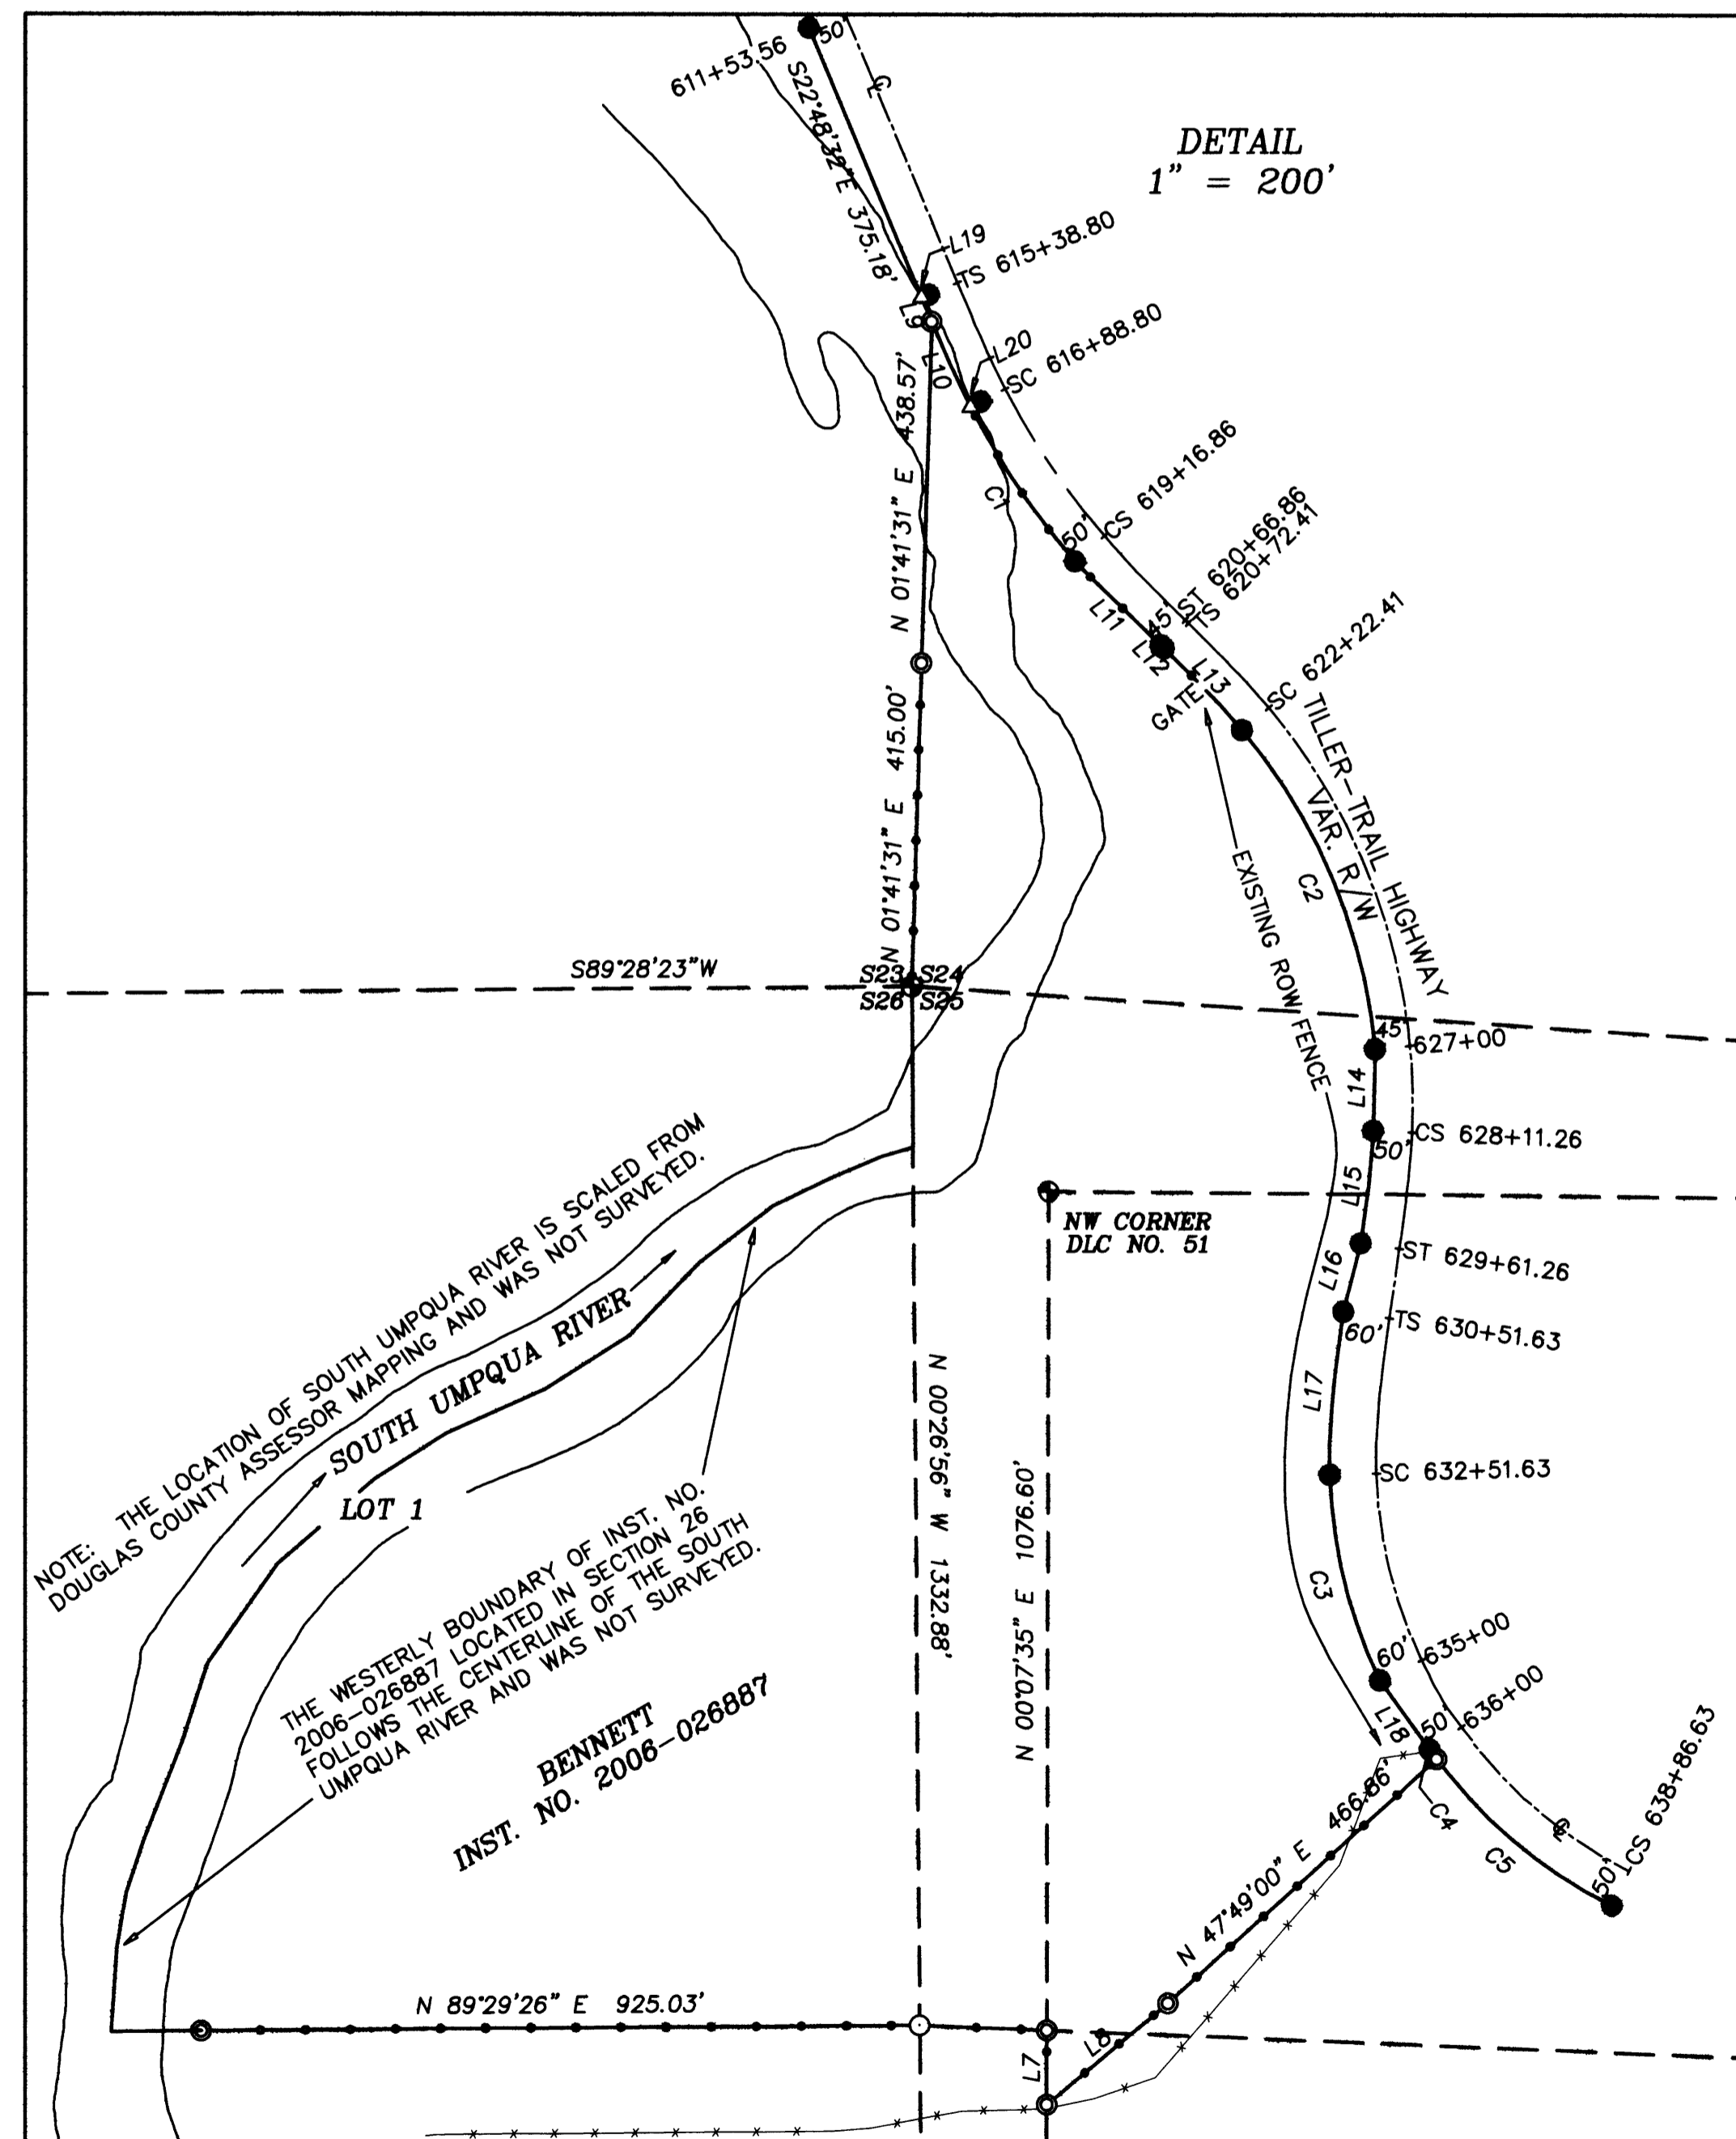 611+53.56
50'
℄
S22°48'32"E 375.18'
DETAIL
1" = 200'
L19
TS 615+38.80
L9
L20
L10
SC 616+88.80
N 01°41'31" E 438.57'
C1
50'
CS 619+16.86
ST 620+66.86
TS 620+72.41
45'
L11
L12
L13
GATE
SC 622+22.41
TILLER-TRAIL HIGHWAY
VAR. R/W
C2
EXISTING ROW FENCE
N 01°41'31" E 415.00'
S89°28'23"W
S23 S24
S26 S25
45'
627+00
L14
CS 628+11.26
50'
L15
NW CORNER
DLC NO. 51
ST 629+61.26
L16
TS 630+51.63
60'
L17
SC 632+51.63
C3
60'
635+00
L18
50'
636+00
C4
C5
℄
50'
CS 638+86.63
NOTE: THE LOCATION OF SOUTH UMPQUA RIVER IS SCALED FROM
DOUGLAS COUNTY ASSESSOR MAPPING AND WAS NOT SURVEYED.
SOUTH UMPQUA RIVER
LOT 1
THE WESTERLY BOUNDARY OF INST. NO.
2006-026887 LOCATED IN SECTION 26
FOLLOWS THE CENTERLINE OF THE SOUTH
UMPQUA RIVER AND WAS NOT SURVEYED.
BENNETT
INST. NO. 2006-026887
N 00°26'56" W 1332.88'
N 00°07'35" E 1076.60'
N 47°49'00" E 466.86'
N 89°29'26" E 925.03'
L7
L8